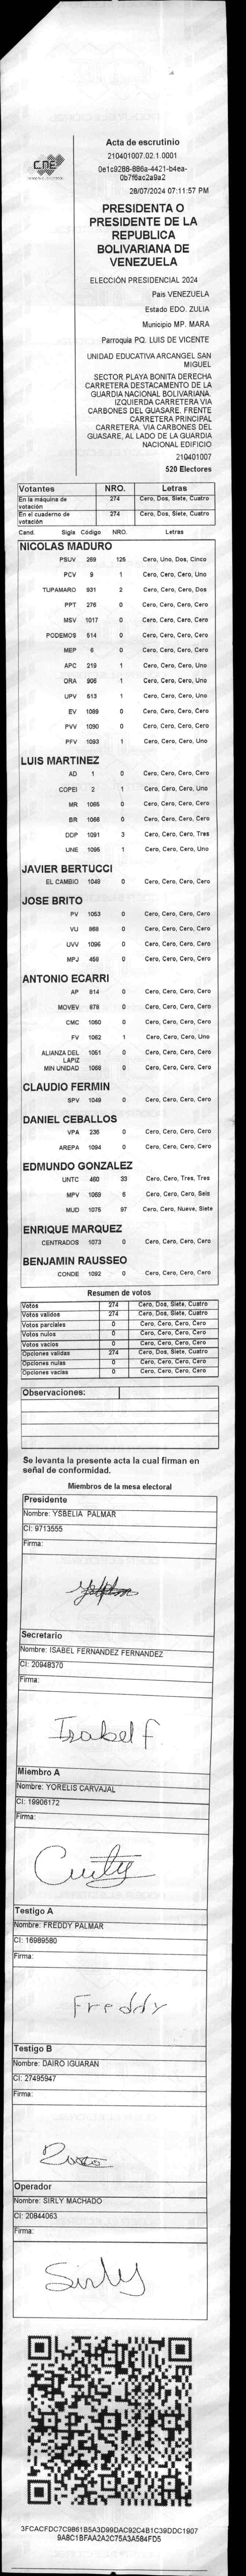 CNE
Acta de escrutinio
210401007.02.1.0001
0e1c9288-886a-4421-b4ea-
0b7f6ac2a9a2
28/07/2024 07:11:57 PM
PRESIDENTA O
PRESIDENTE DE LA
REPUBLICA
BOLIVARIANA DE
VENEZUELA
ELECCIÓN PRESIDENCIAL 2024
Pais VENEZUELA
Estado EDO. ZULIA
Municipio MP. MARA
Parroquia PQ. LUIS DE VICENTE
UNIDAD EDUCATIVA ARCANGEL SAN
MIGUEL
SECTOR PLAYA BONITA DERECHA
CARRETERA DESTACAMENTO DE LA
GUARDIA NACIONAL BOLIVARIANA.
IZQUIERDA CARRETERA VIA
CARBONES DEL GUASARE. FRENTE
CARRETERA PRINCIPAL
CARRETERA. VIA CARBONES DEL
GUASARE, AL LADO DE LA GUARDIA
NACIONAL EDIFICIO
210401007
520 Electores
Votantes NRO. Letras
En la máquina de votación 274 Cero, Dos, Siete, Cuatro
En el cuaderno de votación 274 Cero, Dos, Siete, Cuatro
Cand. Sigla Código NRO. Letras
NICOLAS MADURO
PSUV 269 125 Cero, Uno, Dos, Cinco
PCV 9 1 Cero, Cero, Cero, Uno
TUPAMARO 931 2 Cero, Cero, Cero, Dos
PPT 276 0 Cero, Cero, Cero, Cero
MSV 1017 0 Cero, Cero, Cero, Cero
PODEMOS 514 0 Cero, Cero, Cero, Cero
MEP 6 0 Cero, Cero, Cero, Cero
APC 219 1 Cero, Cero, Cero, Uno
ORA 906 1 Cero, Cero, Cero, Uno
UPV 513 1 Cero, Cero, Cero, Uno
EV 1089 0 Cero, Cero, Cero, Cero
PVV 1090 0 Cero, Cero, Cero, Cero
PFV 1093 1 Cero, Cero, Cero, Uno
LUIS MARTINEZ
AD 1 0 Cero, Cero, Cero, Cero
COPEI 2 1 Cero, Cero, Cero, Uno
MR 1065 0 Cero, Cero, Cero, Cero
BR 1066 0 Cero, Cero, Cero, Cero
DDP 1091 3 Cero, Cero, Cero, Tres
UNE 1095 1 Cero, Cero, Cero, Uno
JAVIER BERTUCCI
EL CAMBIO 1048 0 Cero, Cero, Cero, Cero
JOSE BRITO
PV 1053 0 Cero, Cero, Cero, Cero
VU 868 0 Cero, Cero, Cero, Cero
UVV 1096 0 Cero, Cero, Cero, Cero
MPJ 458 0 Cero, Cero, Cero, Cero
ANTONIO ECARRI
AP 814 0 Cero, Cero, Cero, Cero
MOVEV 878 0 Cero, Cero, Cero, Cero
CMC 1060 0 Cero, Cero, Cero, Cero
FV 1062 1 Cero, Cero, Cero, Uno
ALIANZA DEL LAPIZ 1051 0 Cero, Cero, Cero, Cero
MIN UNIDAD 1069 0 Cero, Cero, Cero, Cero
CLAUDIO FERMIN
SPV 1049 0 Cero, Cero, Cero, Cero
DANIEL CEBALLOS
VPA 236 0 Cero, Cero, Cero, Cero
AREPA 1094 0 Cero, Cero, Cero, Cero
EDMUNDO GONZALEZ
UNTC 460 33 Cero, Cero, Tres, Tres
MPV 1069 6 Cero, Cero, Cero, Seis
MUD 1075 97 Cero, Cero, Nueve, Siete
ENRIQUE MARQUEZ
CENTRADOS 1073 0 Cero, Cero, Cero, Cero
BENJAMIN RAUSSEO
CONDE 1092 0 Cero, Cero, Cero, Cero
Resumen de votos
Votos 274 Cero, Dos, Siete, Cuatro
Votos validos 274 Cero, Dos, Siete, Cuatro
Votos parciales 0 Cero, Cero, Cero, Cero
Votos nulos 0 Cero, Cero, Cero, Cero
Votos vacios 0 Cero, Cero, Cero, Cero
Opciones validas 274 Cero, Dos, Siete, Cuatro
Opciones nulas 0 Cero, Cero, Cero, Cero
Opciones vacias 0 Cero, Cero, Cero, Cero
Observaciones:
Se levanta la presente acta la cual firman en
señal de conformidad.
Miembros de la mesa electoral
Presidente
Nombre: YSBELIA PALMAR
CI: 9713555
Firma:
Secretario
Nombre: ISABEL FERNANDEZ FERNANDEZ
CI: 20948370
Firma:
Isabel F
Miembro A
Nombre: YORELIS CARVAJAL
CI: 19906172
Firma:
Testigo A
Nombre: FREDDY PALMAR
CI: 16989580
Firma:
Freddy
Testigo B
Nombre: DAIRO IGUARAN
CI: 27495947
Firma:
Operador
Nombre: SIRLY MACHADO
CI: 20844063
Firma:
Sirly
3FCACFDC7C9861B5A3D99DAC92C4B1C39DDC1907
9A8C1BFAA2A2C75A3A584FD5